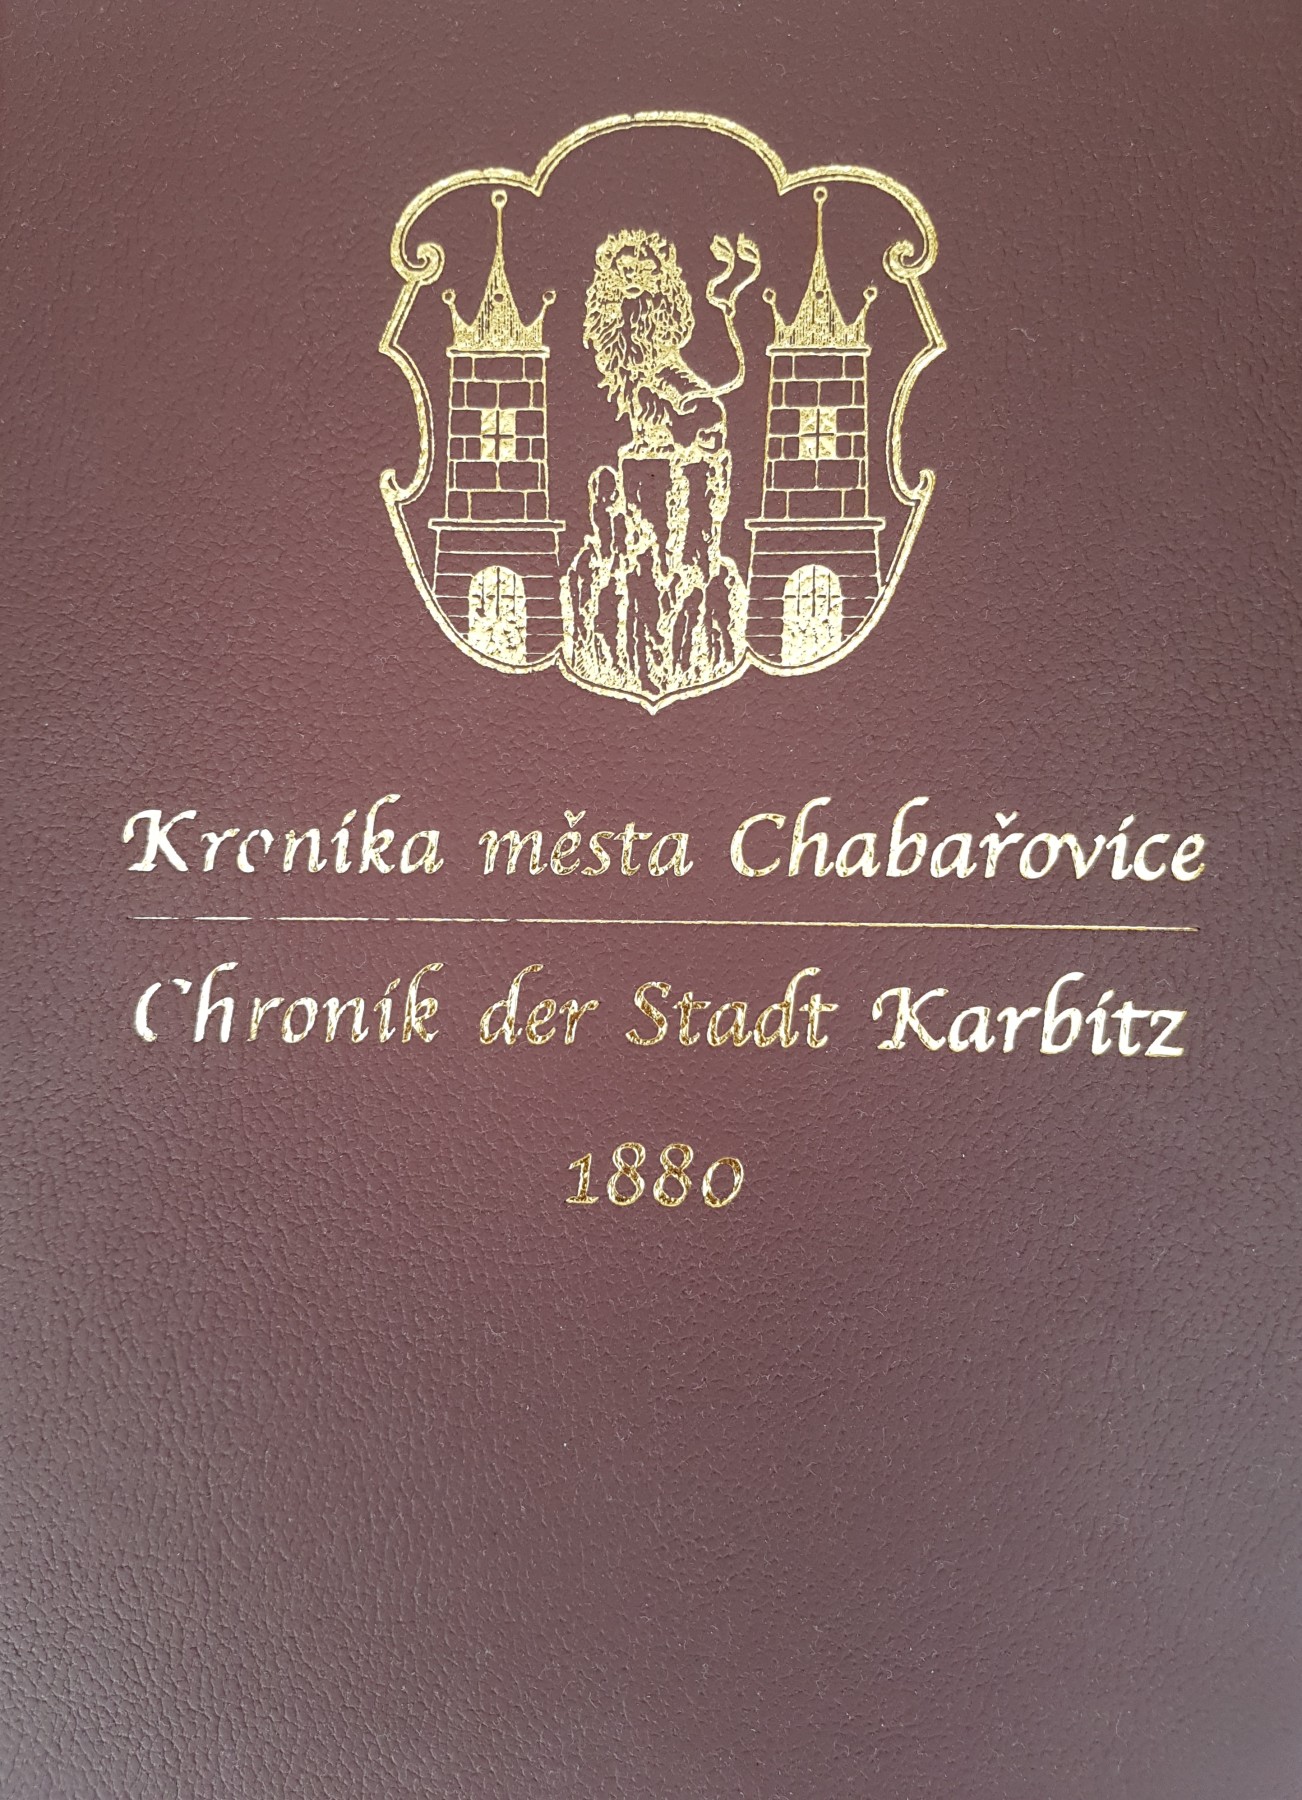 Kronika města Chabařovice
Chronik der Stadt Karbitz
1880